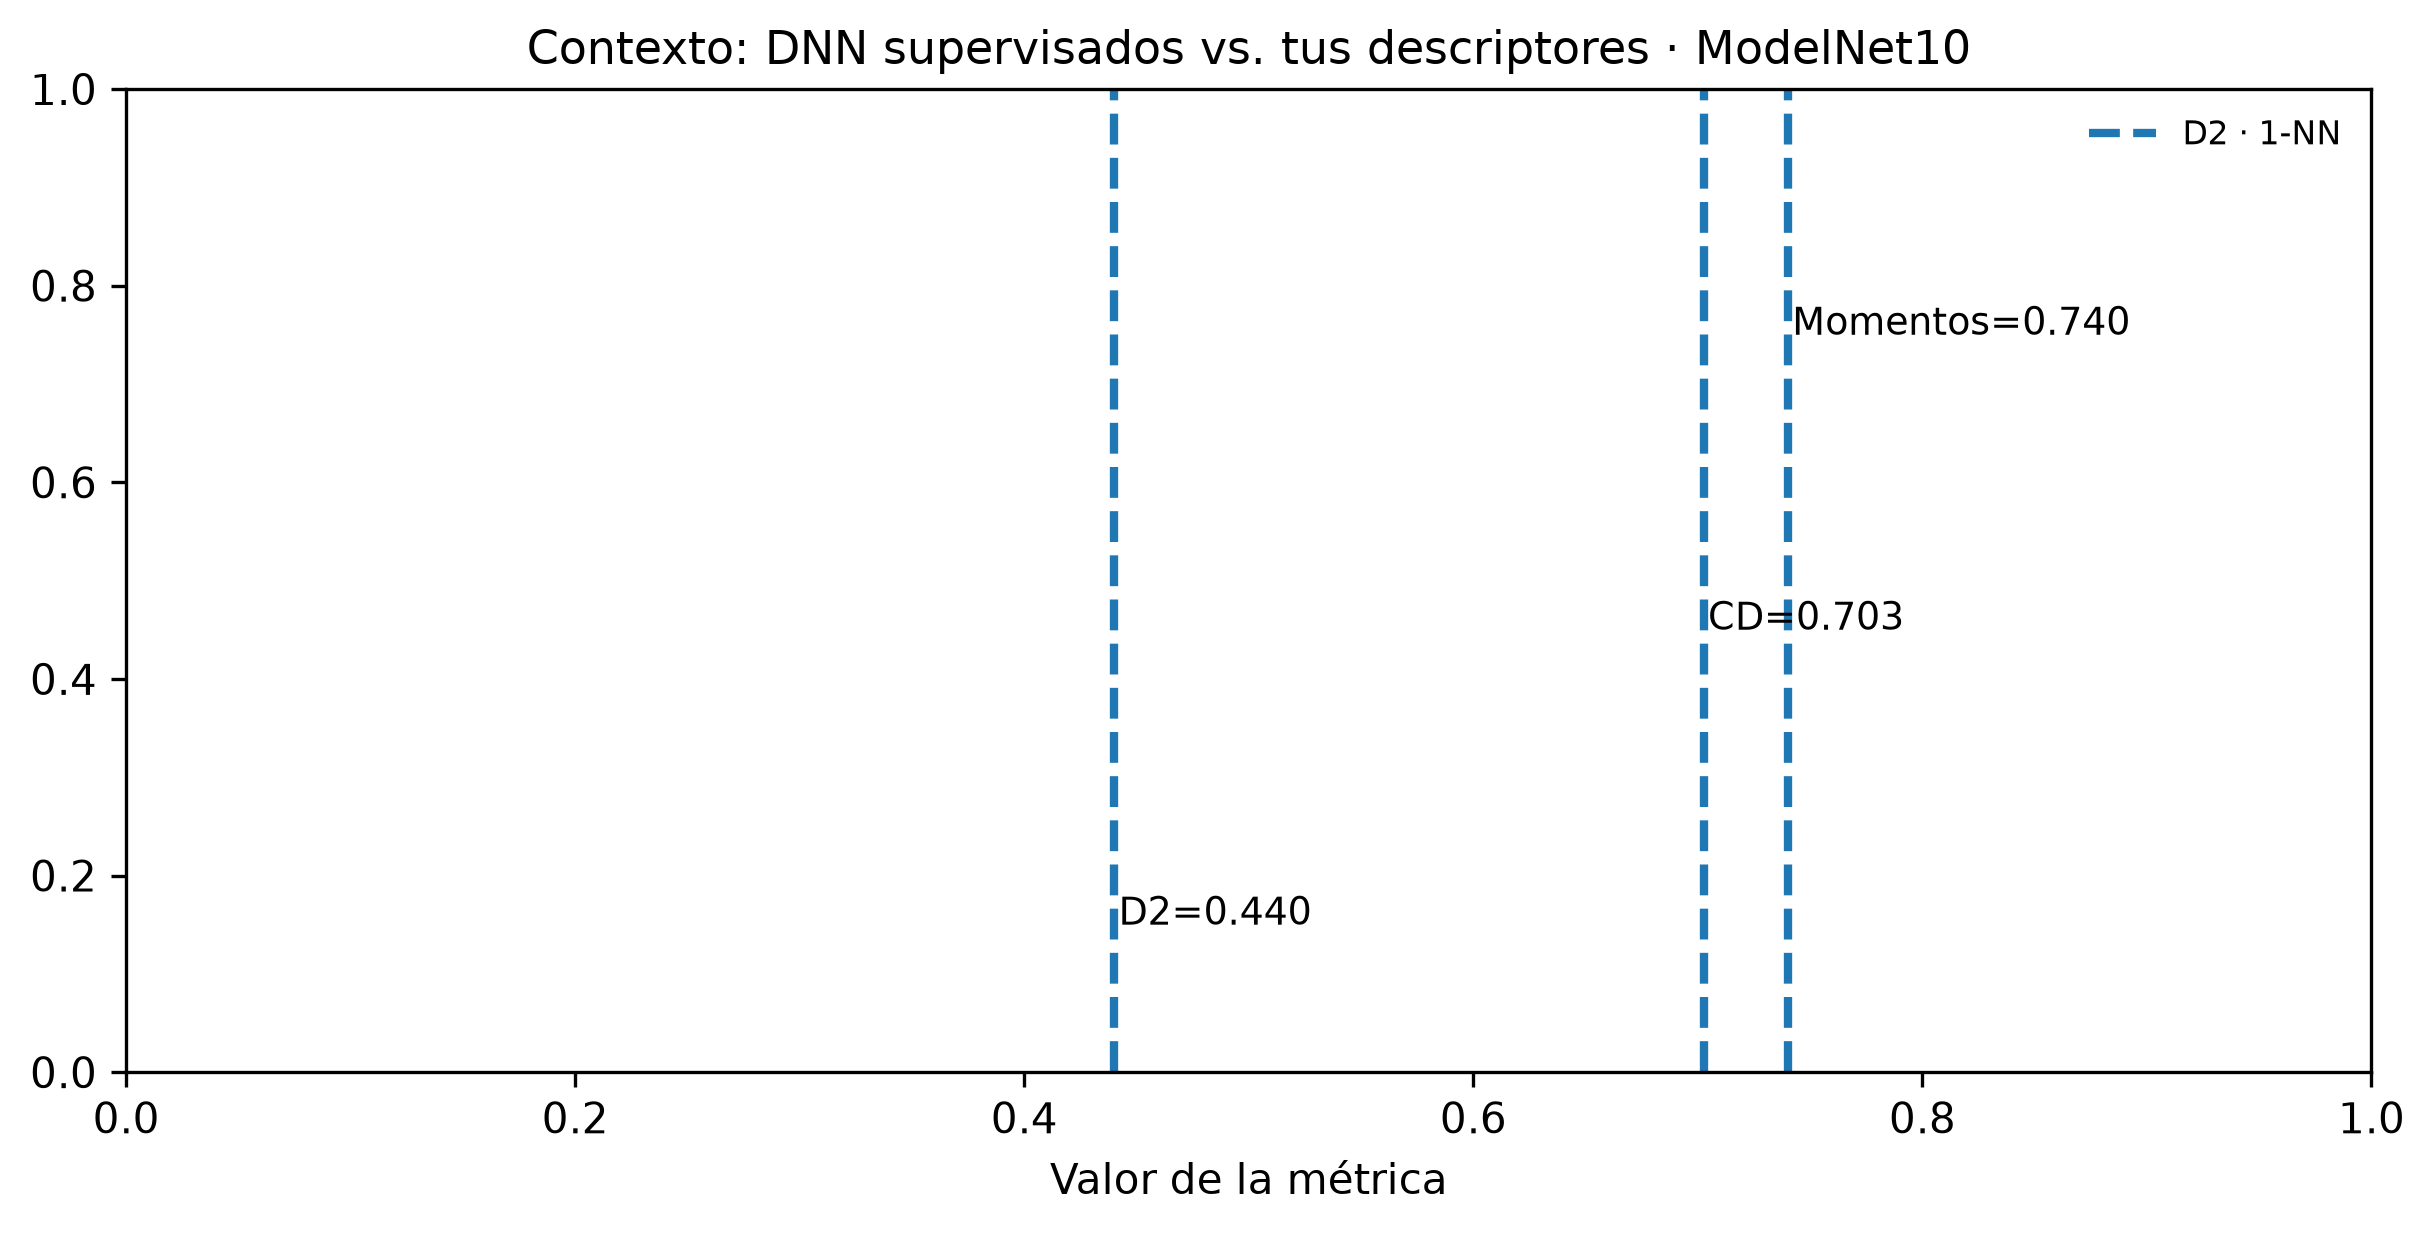 Contexto: DNN supervisados vs. tus descriptores · ModelNet10
1.0
D2 · 1-NN
0.8
Momentos=0.740
0.6
CD=0.703
0.4
0.2
D2=0.440
0.0
0.0 0.2 0.4 0.6 0.8 1.0
Valor de la métrica